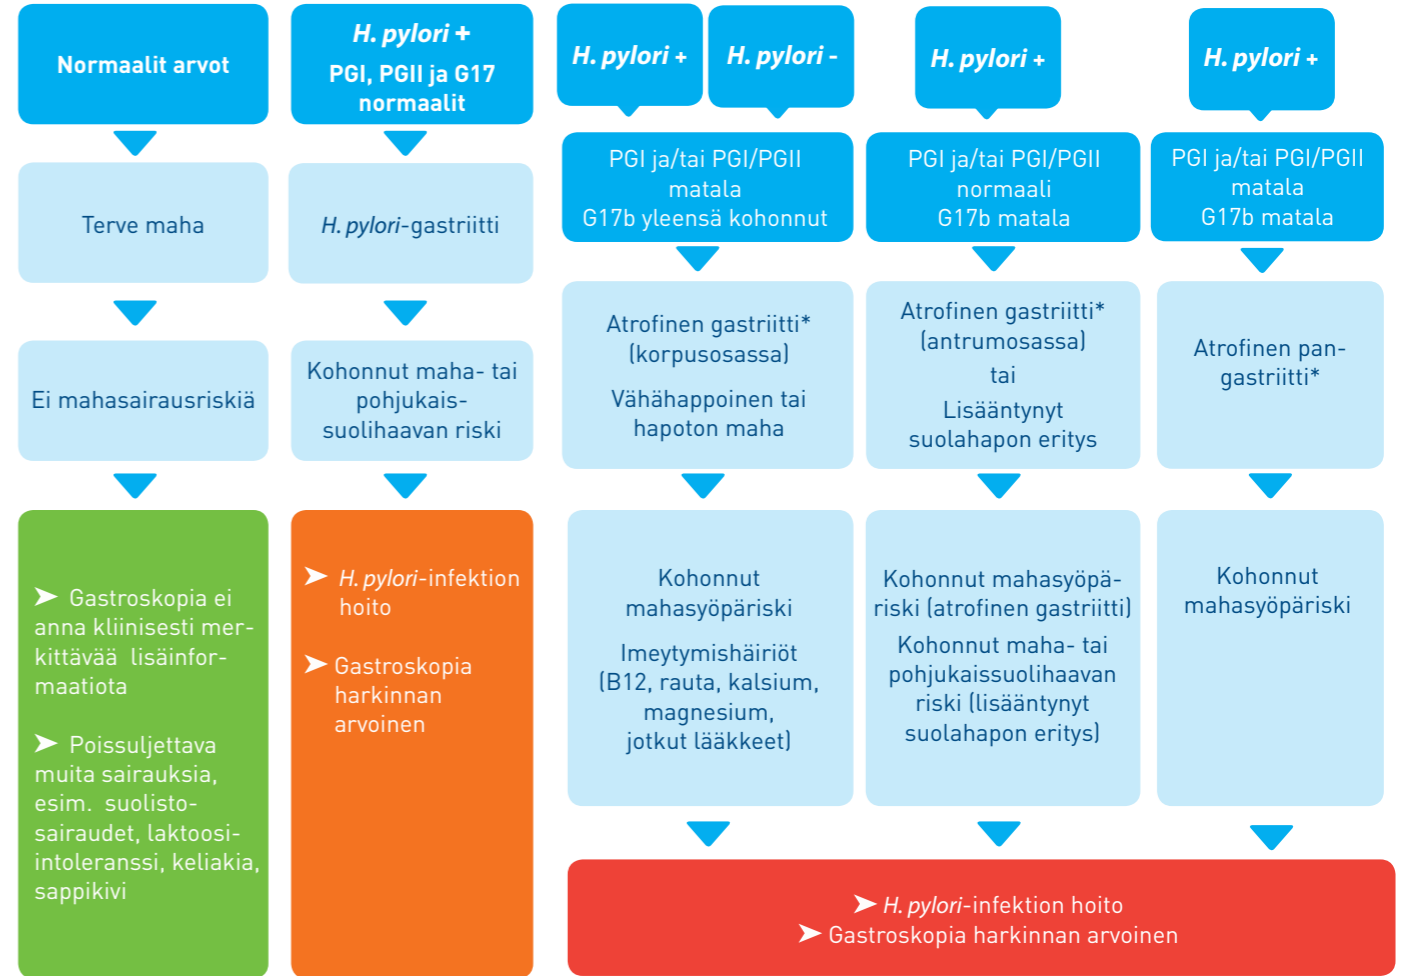 Normaalit arvot
Terve maha
Ei mahasairausriskiä
➤ Gastroskopia ei
anna kliinisesti mer-
kittävää lisäinfor-
maatiota
➤ Poissuljettava
muita sairauksia,
esim. suolisto-
sairaudet, laktoosi-
intoleranssi, keliakia,
sappikivi
H. pylori +
PGI, PGII ja G17
normaalit
H. pylori-gastriitti
Kohonnut maha- tai
pohjukais-
suolihaavan riski
➤ H. pylori-infektion
hoito
➤ Gastroskopia
harkinnan
arvoinen
H. pylori +
H. pylori -
PGI ja/tai PGI/PGII
matala
G17b yleensä kohonnut
Atrofinen gastriitti*
(korpusosassa)
Vähähappoinen tai
hapoton maha
Kohonnut
mahasyöpäriski
Imeytymishäiriöt
(B12, rauta, kalsium,
magnesium,
jotkut lääkkeet)
H. pylori +
PGI ja/tai PGI/PGII
normaali
G17b matala
Atrofinen gastriitti*
(antrumosassa)
tai
Lisääntynyt
suolahapon eritys
Kohonnut mahasyöpä-
riski (atrofinen gastriitti)
Kohonnut maha- tai
pohjukaissuolihaavan
riski (lisääntynyt
suolahapon eritys)
H. pylori +
PGI ja/tai PGI/PGII
matala
G17b matala
Atrofinen pan-
gastriitti*
Kohonnut
mahasyöpäriski
➤ H. pylori-infektion hoito
➤ Gastroskopia harkinnan arvoinen